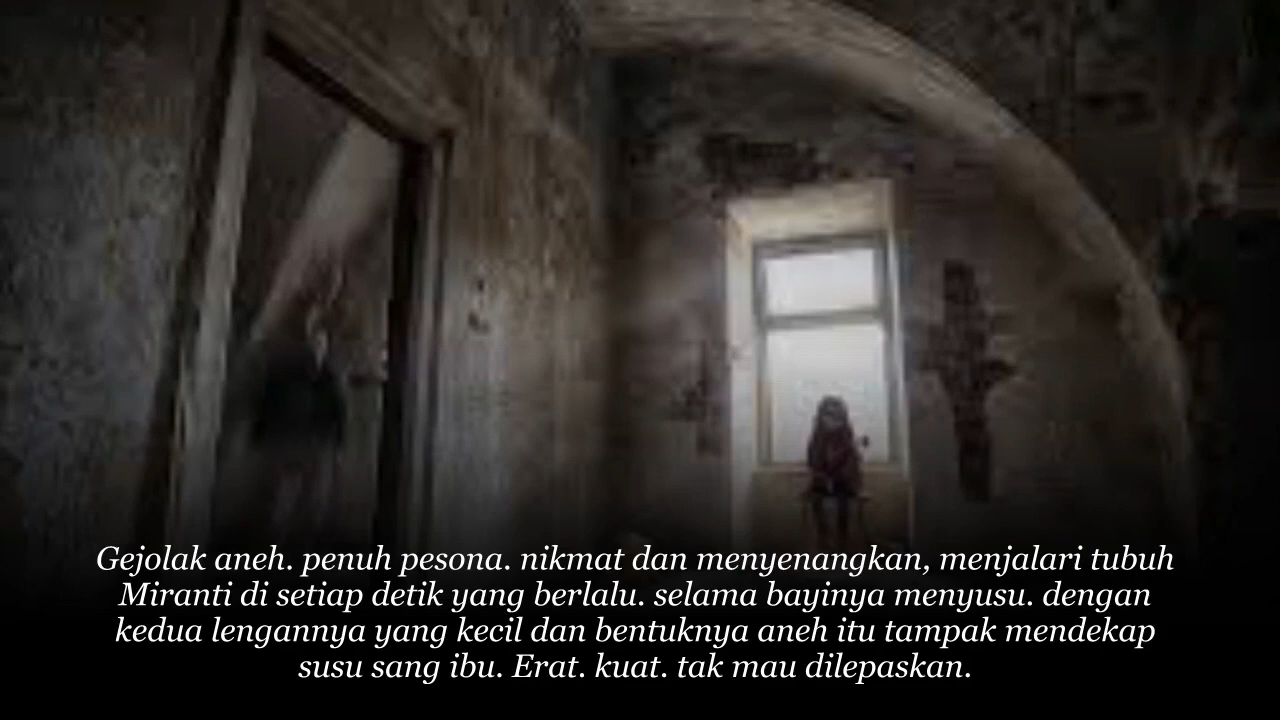 Gejolak aneh. penuh pesona. nikmat dan menyenangkan, menjalari tubuh
Miranti di setiap detik yang berlalu. selama bayinya menyusu. dengan
kedua lengannya yang kecil dan bentuknya aneh itu tampak mendekap
susu sang ibu. Erat. kuat. tak mau dilepaskan.